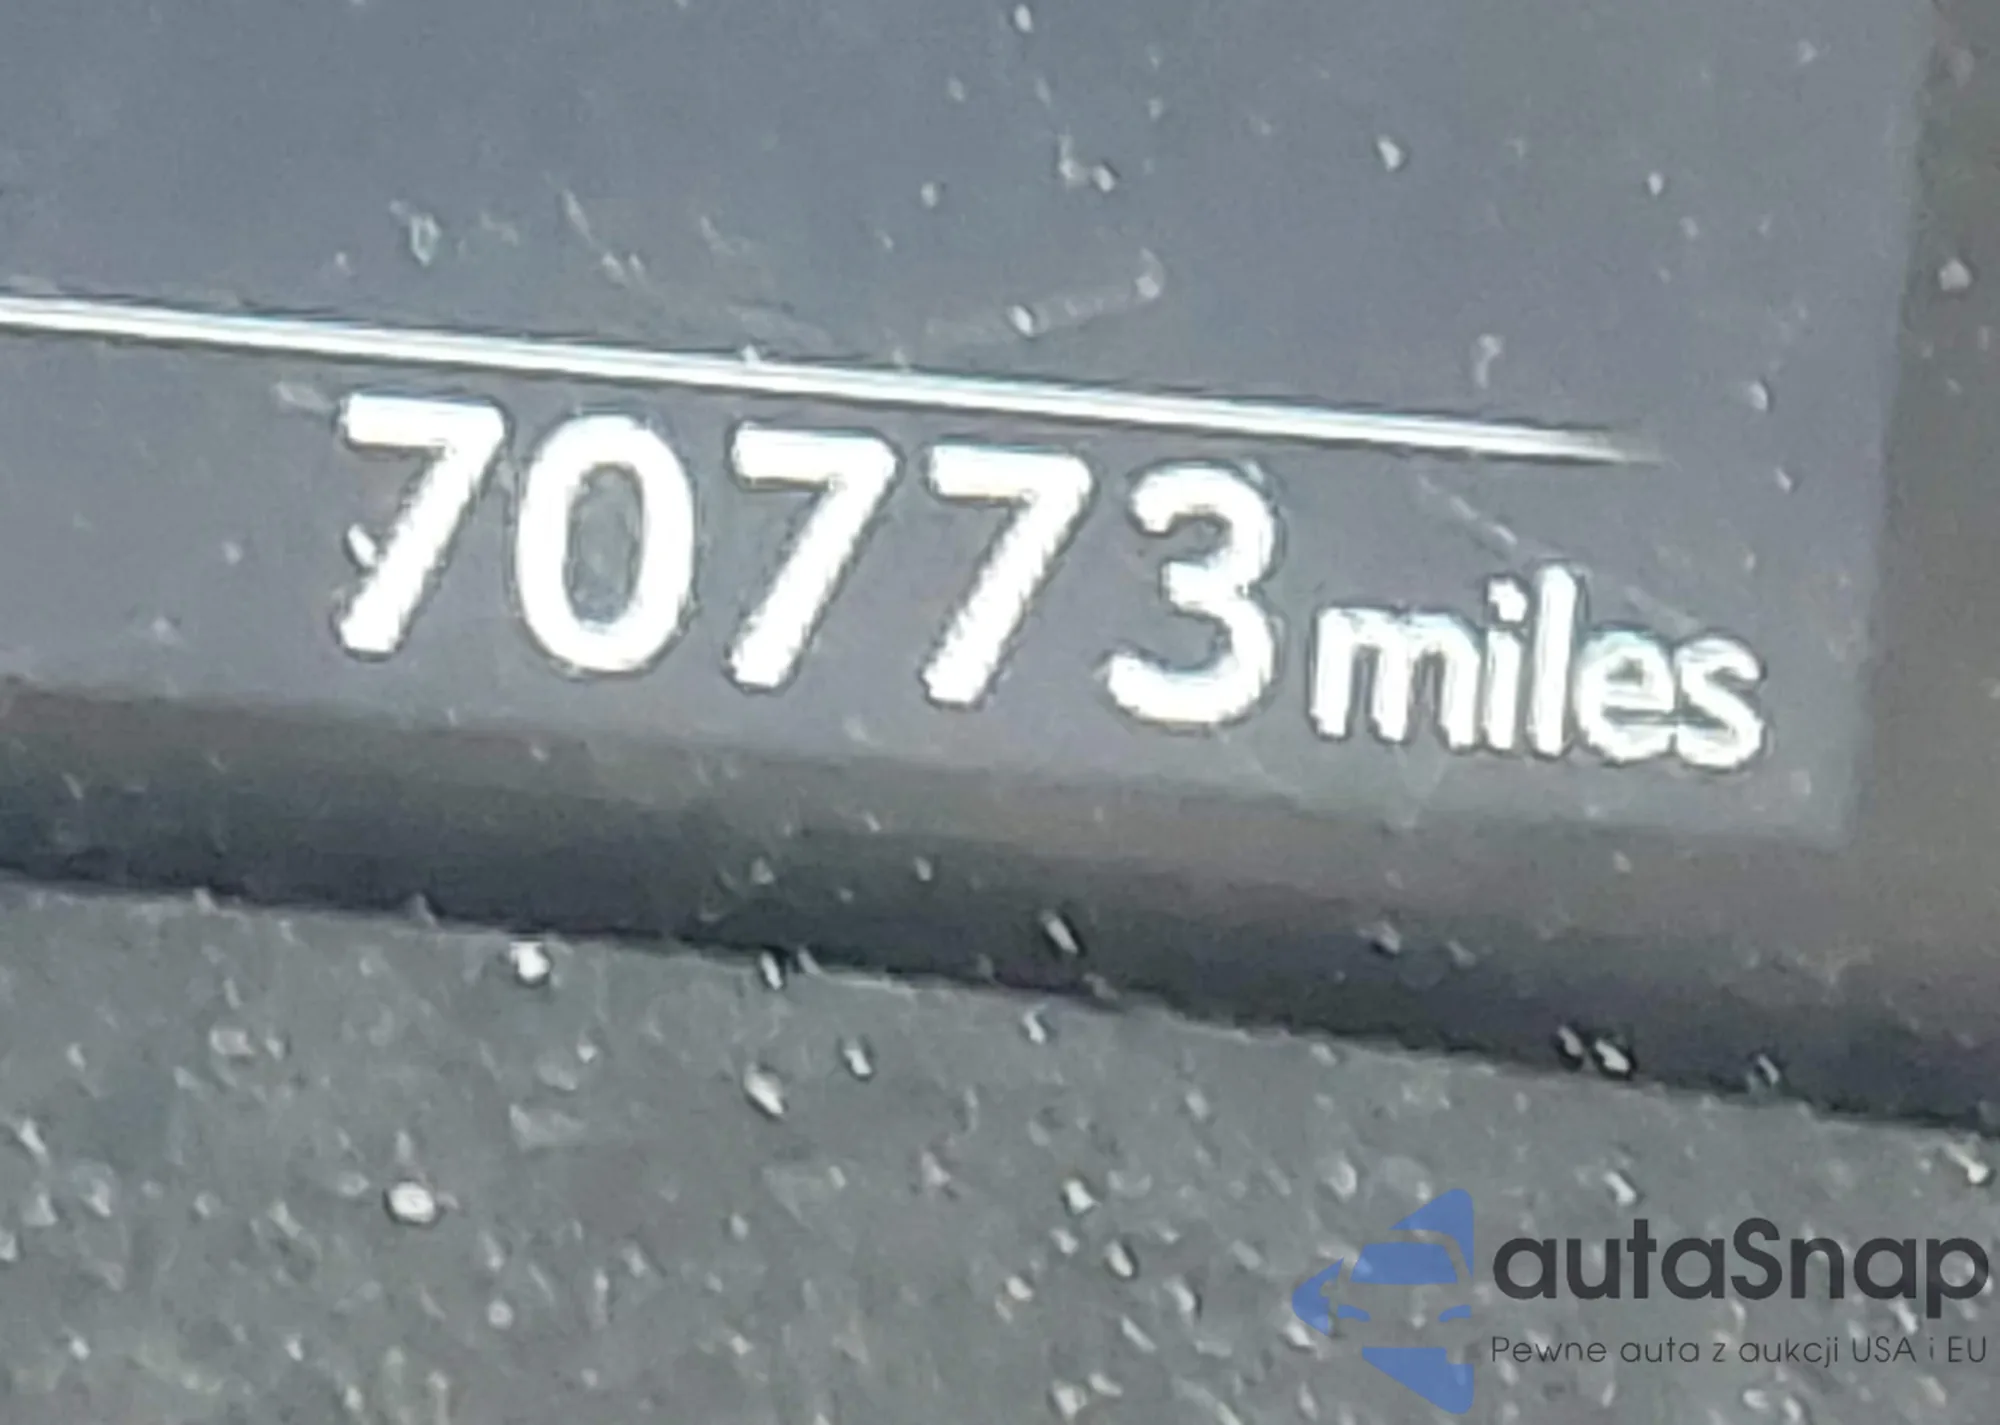 70773 miles
autaSnap
Pewne auta z aukcji USA i EU